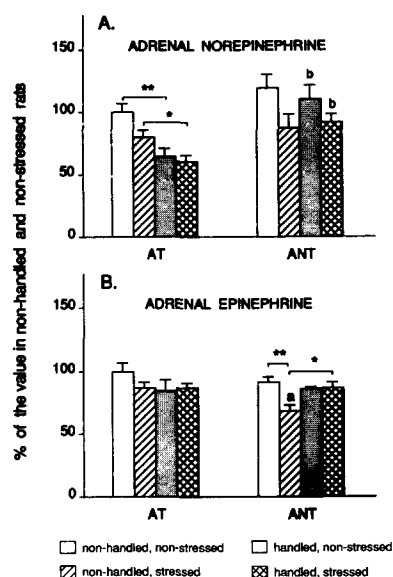 A.
ADRENAL NOREPINEPHRINE
150
100
50
0
**
*
b
b
AT
ANT
B.
ADRENAL EPINEPHRINE
150
100
50
0
**
*
a
AT
ANT
% of the value in non-handled and non-stressed rats
non-handled, non-stressed
handled, non-stressed
non-handled, stressed
handled, stressed